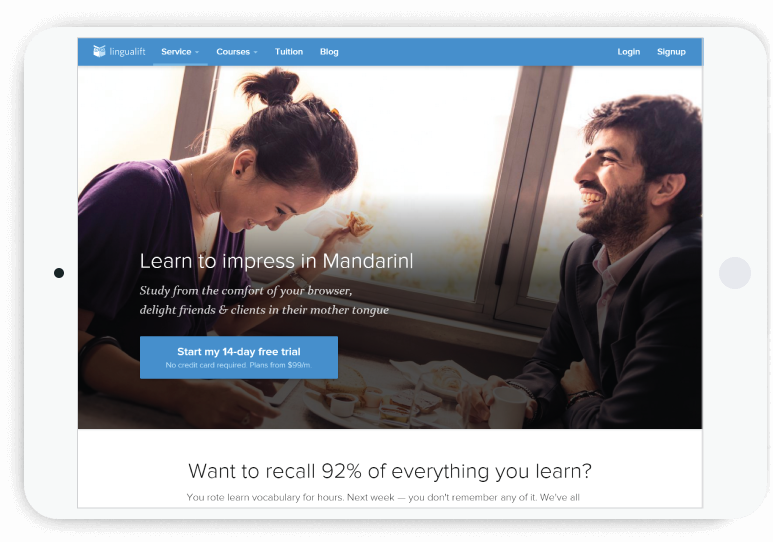 lingualift Service Courses Tuition Blog Login Signup
Learn to impress in Mandarin|
Study from the comfort of your browser,
delight friends & clients in their mother tongue
Start my 14-day free trial
No credit card required. Plans from $99/m.
Want to recall 92% of everything you learn?
You rote learn vocabulary for hours. Next week — you don't remember any of it. We've all